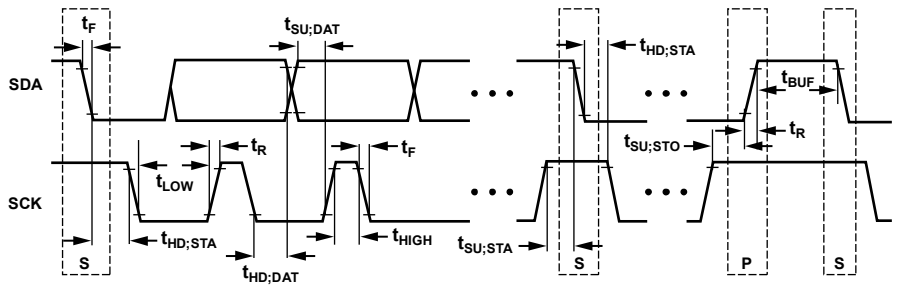 tF
tSU;DAT
tHD;STA
SDA
tBUF
tR
tF
tSU;STO
tR
tLOW
SCK
tHD;STA
tHIGH
tSU;STA
tHD;DAT
S
S
P
S